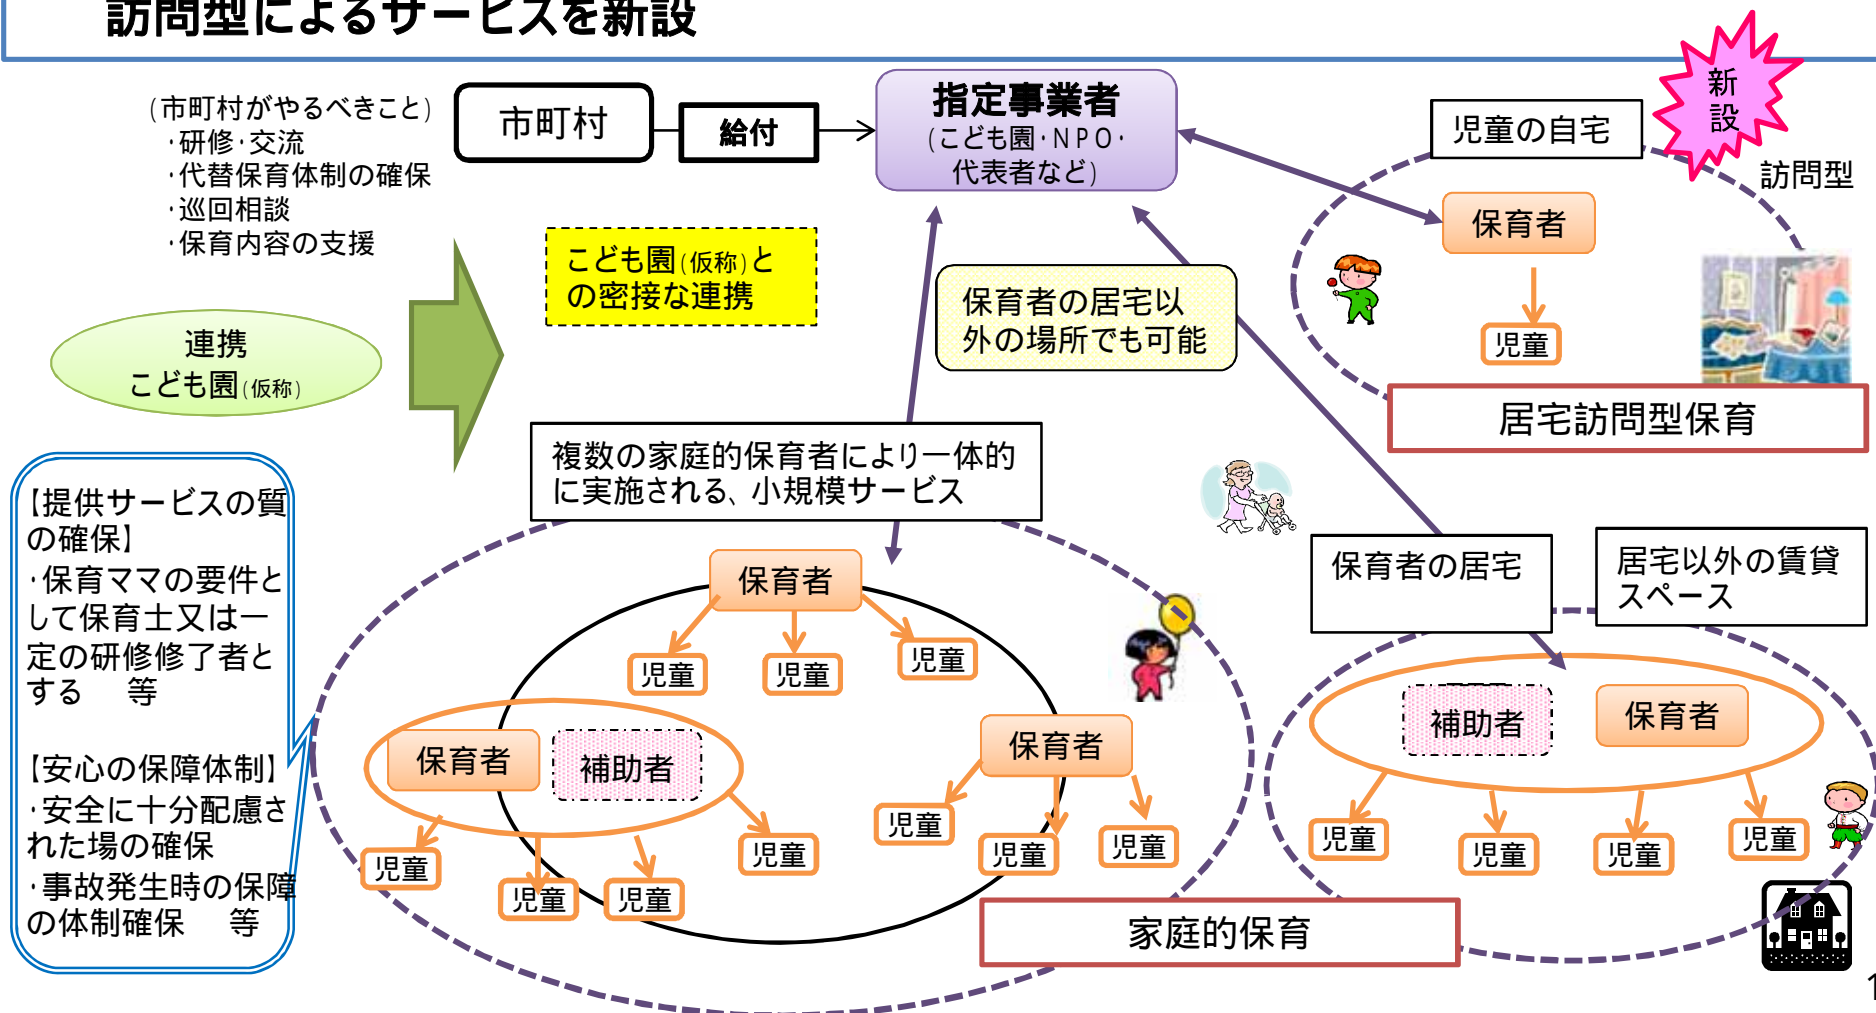 訪問型によるサービスを新設
(市町村がやるべきこと)
･研修･交流
･代替保育体制の確保
･巡回相談
･保育内容の支援
市町村
給付
指定事業者
(こども園･NPO･
代表者など)
児童の自宅
新
設
訪問型
保育者
児童
居宅訪問型保育
こども園(仮称)と
の密接な連携
保育者の居宅以
外の場所でも可能
連携
こども園(仮称)
複数の家庭的保育者により一体的
に実施される、小規模サービス
【提供サービスの質
の確保】
･保育ママの要件と
して保育士又は一
定の研修修了者と
する　等
【安心の保障体制】
･安全に十分配慮さ
れた場の確保
･事故発生時の保障
の体制確保　等
保育者
児童
児童
児童
保育者
補助者
児童
児童
児童
児童
保育者
児童
児童
児童
保育者の居宅
居宅以外の賃貸
スペース
補助者
保育者
児童
児童
児童
児童
家庭的保育